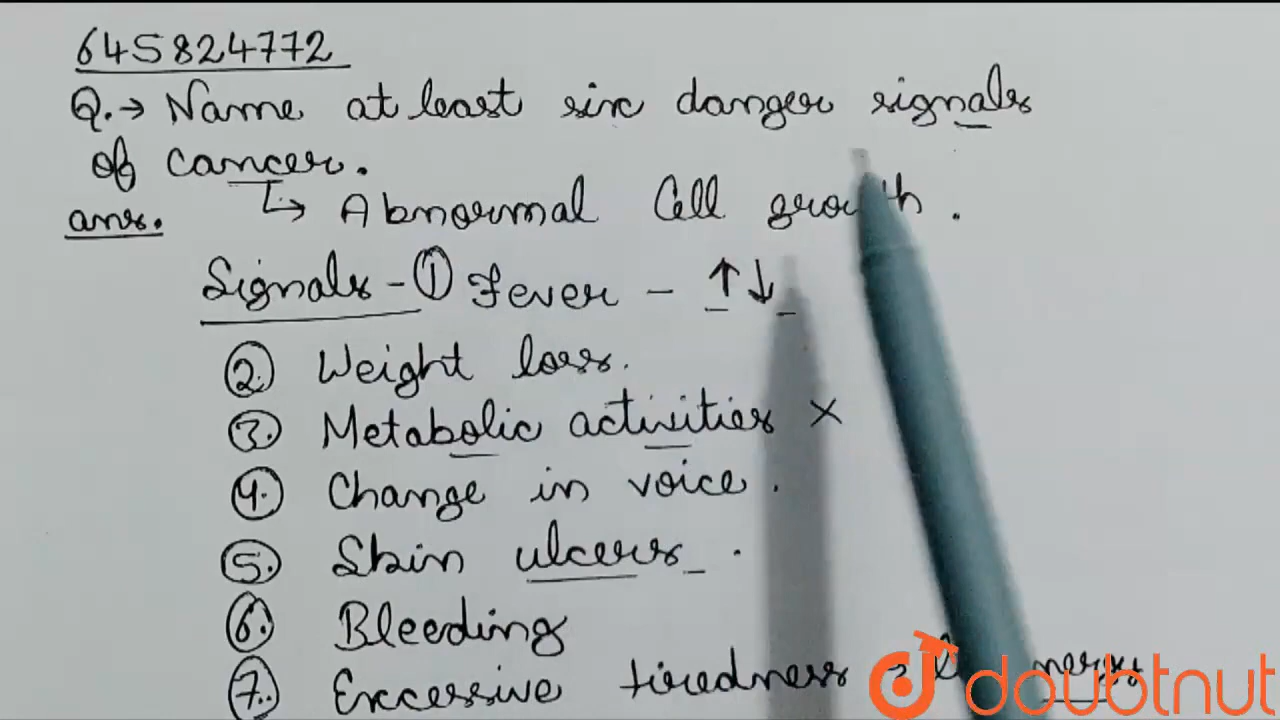 645824772
Q.→ Name at least six danger signals
of cancer.
ans. ↳ Abnormal Cell growth.
Signals - ① Fever - ↑↓
②. Weight loss.
③. Metabolic activities ×
④. Change in voice.
⑤. Skin ulcers.
⑥. Bleeding
⑦. Excessive tiredness
doubtnut